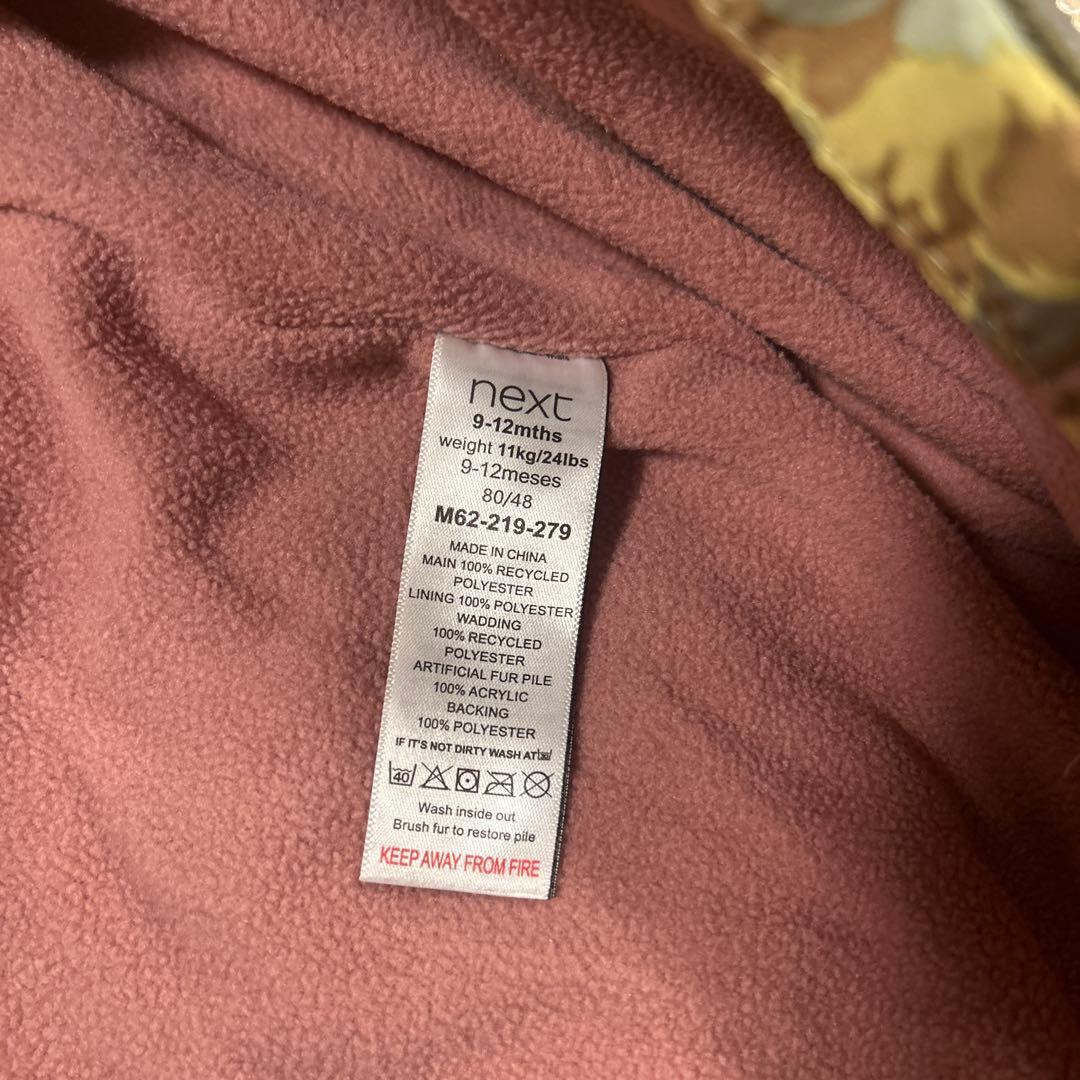 next
9-12mths
weight 11kg/24lbs
9-12meses
80/48
M62-219-279
MADE IN CHINA
MAIN 100% RECYCLED
POLYESTER
LINING 100% POLYESTER
WADDING
100% RECYCLED
POLYESTER
ARTIFICIAL FUR PILE
100% ACRYLIC
BACKING
100% POLYESTER
IF IT'S NOT DIRTY WASH AT
40
Wash inside out
Brush fur to restore pile
KEEP AWAY FROM FIRE